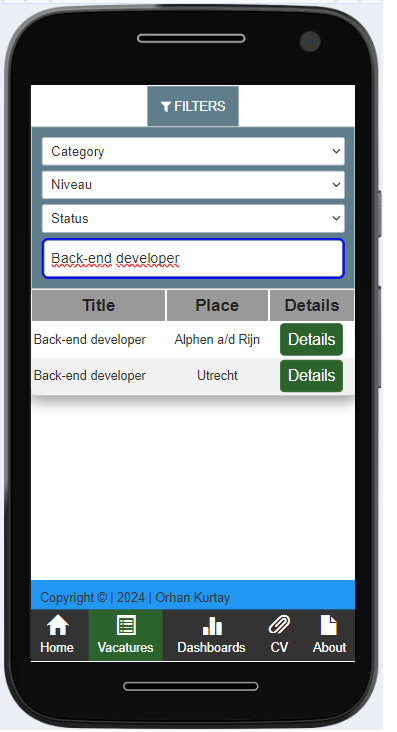 FILTERS
Category
Niveau
Status
Back-end developer
Title Place Details
Back-end developer Alphen a/d Rijn Details
Back-end developer Utrecht Details
Copyright © | 2024 | Orhan Kurtay
Home Vacatures Dashboards CV About